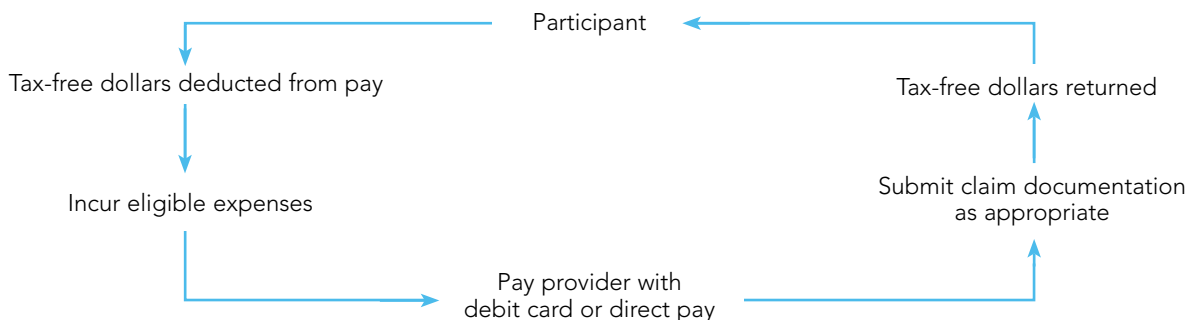 Participant
Tax-free dollars deducted from pay
Tax-free dollars returned
Incur eligible expenses
Submit claim documentation
as appropriate
Pay provider with
debit card or direct pay